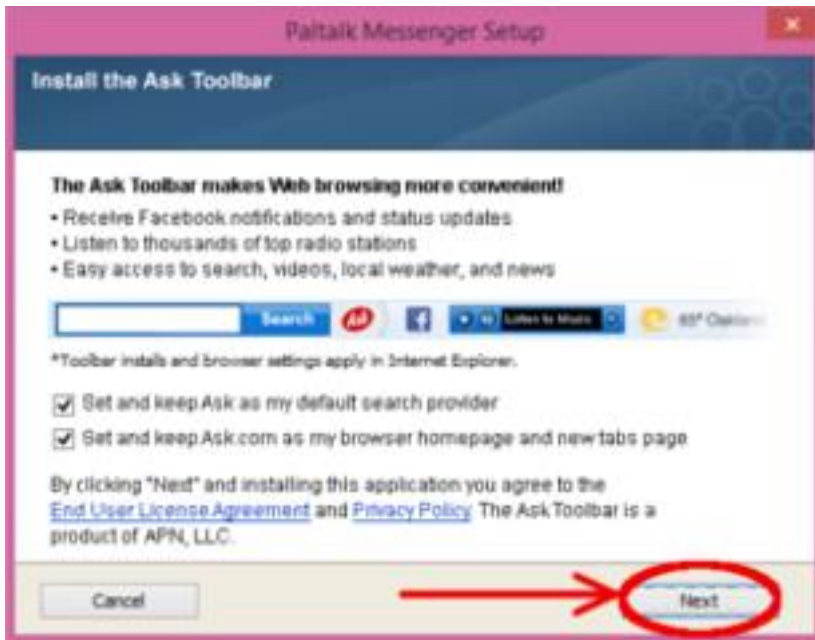 Paltalk Messenger Setup
Install the Ask Toolbar
The Ask Toolbar makes Web browsing more convenient!
• Receive Facebook notifications and status updates
• Listen to thousands of top radio stations
• Easy access to search, videos, local weather, and news
Search Ask Listen to Music 65°
*Toolbar installs and browser settings apply in Internet Explorer.
Set and keep Ask as my default search provider
Set and keep Ask.com as my browser homepage and new tabs page
By clicking "Next" and installing this application you agree to the
End User License Agreement and Privacy Policy. The Ask Toolbar is a
product of APN, LLC.
Cancel Next